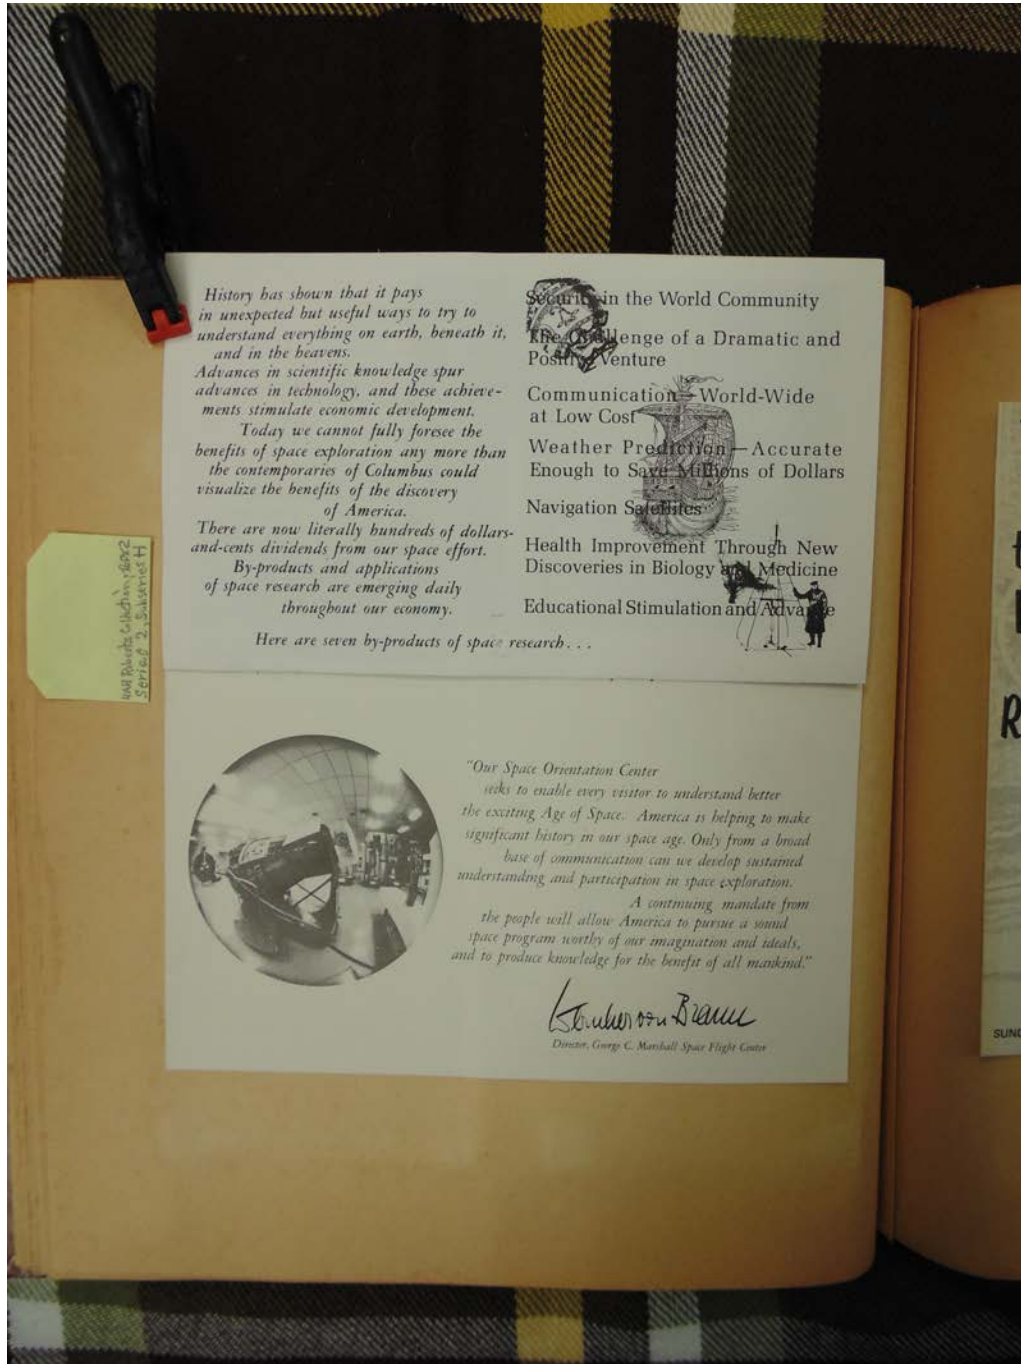 History has shown that it pays
in unexpected but useful ways to try to
understand everything on earth, beneath it,
and in the heavens.
Advances in scientific knowledge spur
advances in technology, and these achieve-
ments stimulate economic development.
Today we cannot fully foresee the
benefits of space exploration any more than
the contemporaries of Columbus could
visualize the benefits of the discovery
of America.
There are now literally hundreds of dollars-
and-cents dividends from our space effort.
By-products and applications
of space research are emerging daily
throughout our economy.
Here are seven by-products of space research...
Security in the World Community
The Challenge of a Dramatic and
Positive Venture
Communication—World-Wide
at Low Cost
Weather Prediction—Accurate
Enough to Save Millions of Dollars
Navigation Satellites
Health Improvement Through New
Discoveries in Biology and Medicine
Educational Stimulation and Advance
UAH Roberts Collection,
Series 2, Subseries H
"Our Space Orientation Center
seeks to enable every visitor to understand better
the exciting Age of Space. America is helping to make
significant history in our space age. Only from a broad
base of communication can we develop sustained
understanding and participation in space exploration.
A continuing mandate from
the people will allow America to pursue a sound
space program worthy of our imagination and ideals,
and to produce knowledge for the benefit of all mankind."
Wernher von Braun
Director, George C. Marshall Space Flight Center
R
SUN